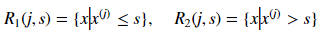 R₁(j, s) = {x|x⁽ʲ⁾ ≤ s},  R₂(j, s) = {x|x⁽ʲ⁾ > s}